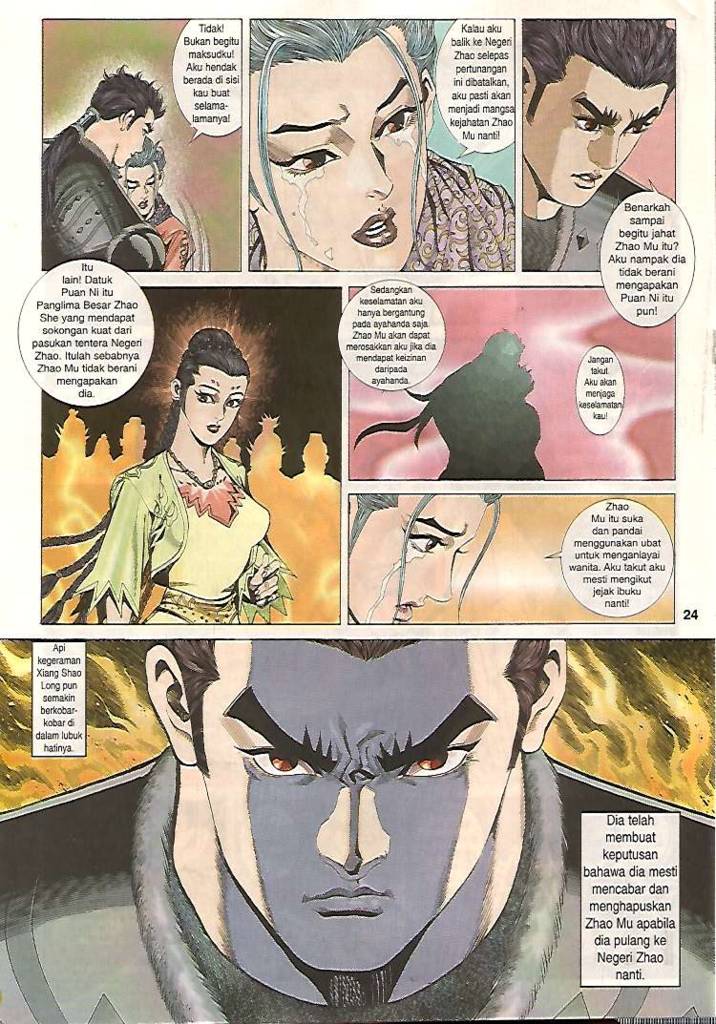 Tidak!
Bukan begitu
maksudku!
Aku hendak
berada di sisi
kau buat
selama-
lamanya!
Kalau aku
balik ke Negeri
Zhao selepas
pertunangan
ini dibatalkan,
aku pasti akan
menjadi mangsa
kejahatan Zhao
Mu nanti!
Benarkah
sampai
begitu jahat
Zhao Mu itu?
Aku nampak dia
tidak berani
mengapakan
Puan Ni itu
pun!
Itu
lain! Datuk
Puan Ni itu
Panglima Besar Zhao
She yang mendapat
sokongan kuat dari
pasukan tentera Negeri
Zhao. Itulah sebabnya
Zhao Mu tidak berani
mengapakan
dia.
Sedangkan
keselamatan aku
hanya bergantung
pada ayahanda saja.
Zhao Mu akan dapat
merosakkan aku jika dia
mendapat keizinan
daripada
ayahanda.
Jangan
takut.
Aku akan
menjaga
keselamatan
kau!
Zhao
Mu suka
dan pandai
menggunakan ubat
untuk menganiayai
wanita. Aku takut aku
mesti mengikut
jejak ibuku
nanti!
24
Api
kegeraman
Xiang Shao
Long pun
semakin
berkobar-
kobar di
dalam lubuk
hatinya.
Dia telah
membuat
keputusan
bahawa dia mesti
mencabar dan
menghapuskan
Zhao Mu apabila
dia pulang ke
Negeri Zhao
nanti.